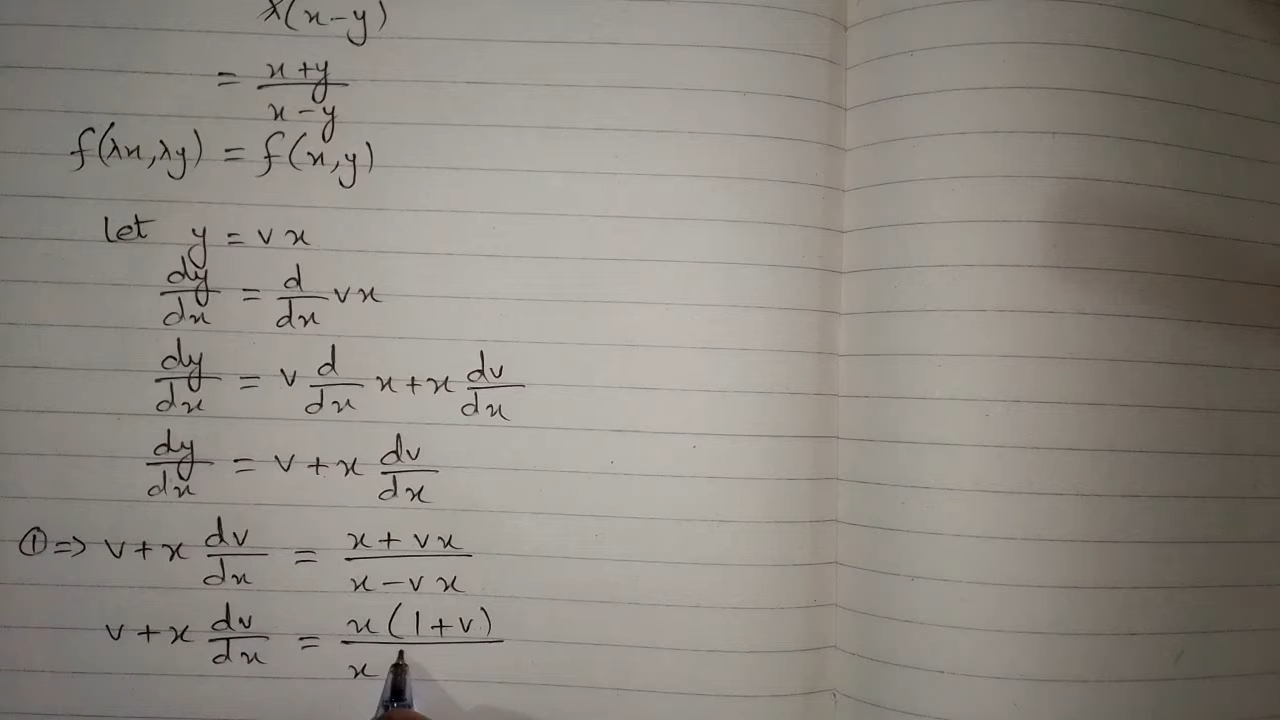 λ(x-y)
= x+y / x-y
f(λx,λy) = f(x,y)
let y = vx
dy/dx = d/dx vx
dy/dx = v d/dx x + x dv/dx
dy/dx = v + x dv/dx
① => v + x dv/dx = x + vx / x - vx
v + x dv/dx = x(1+v) / x